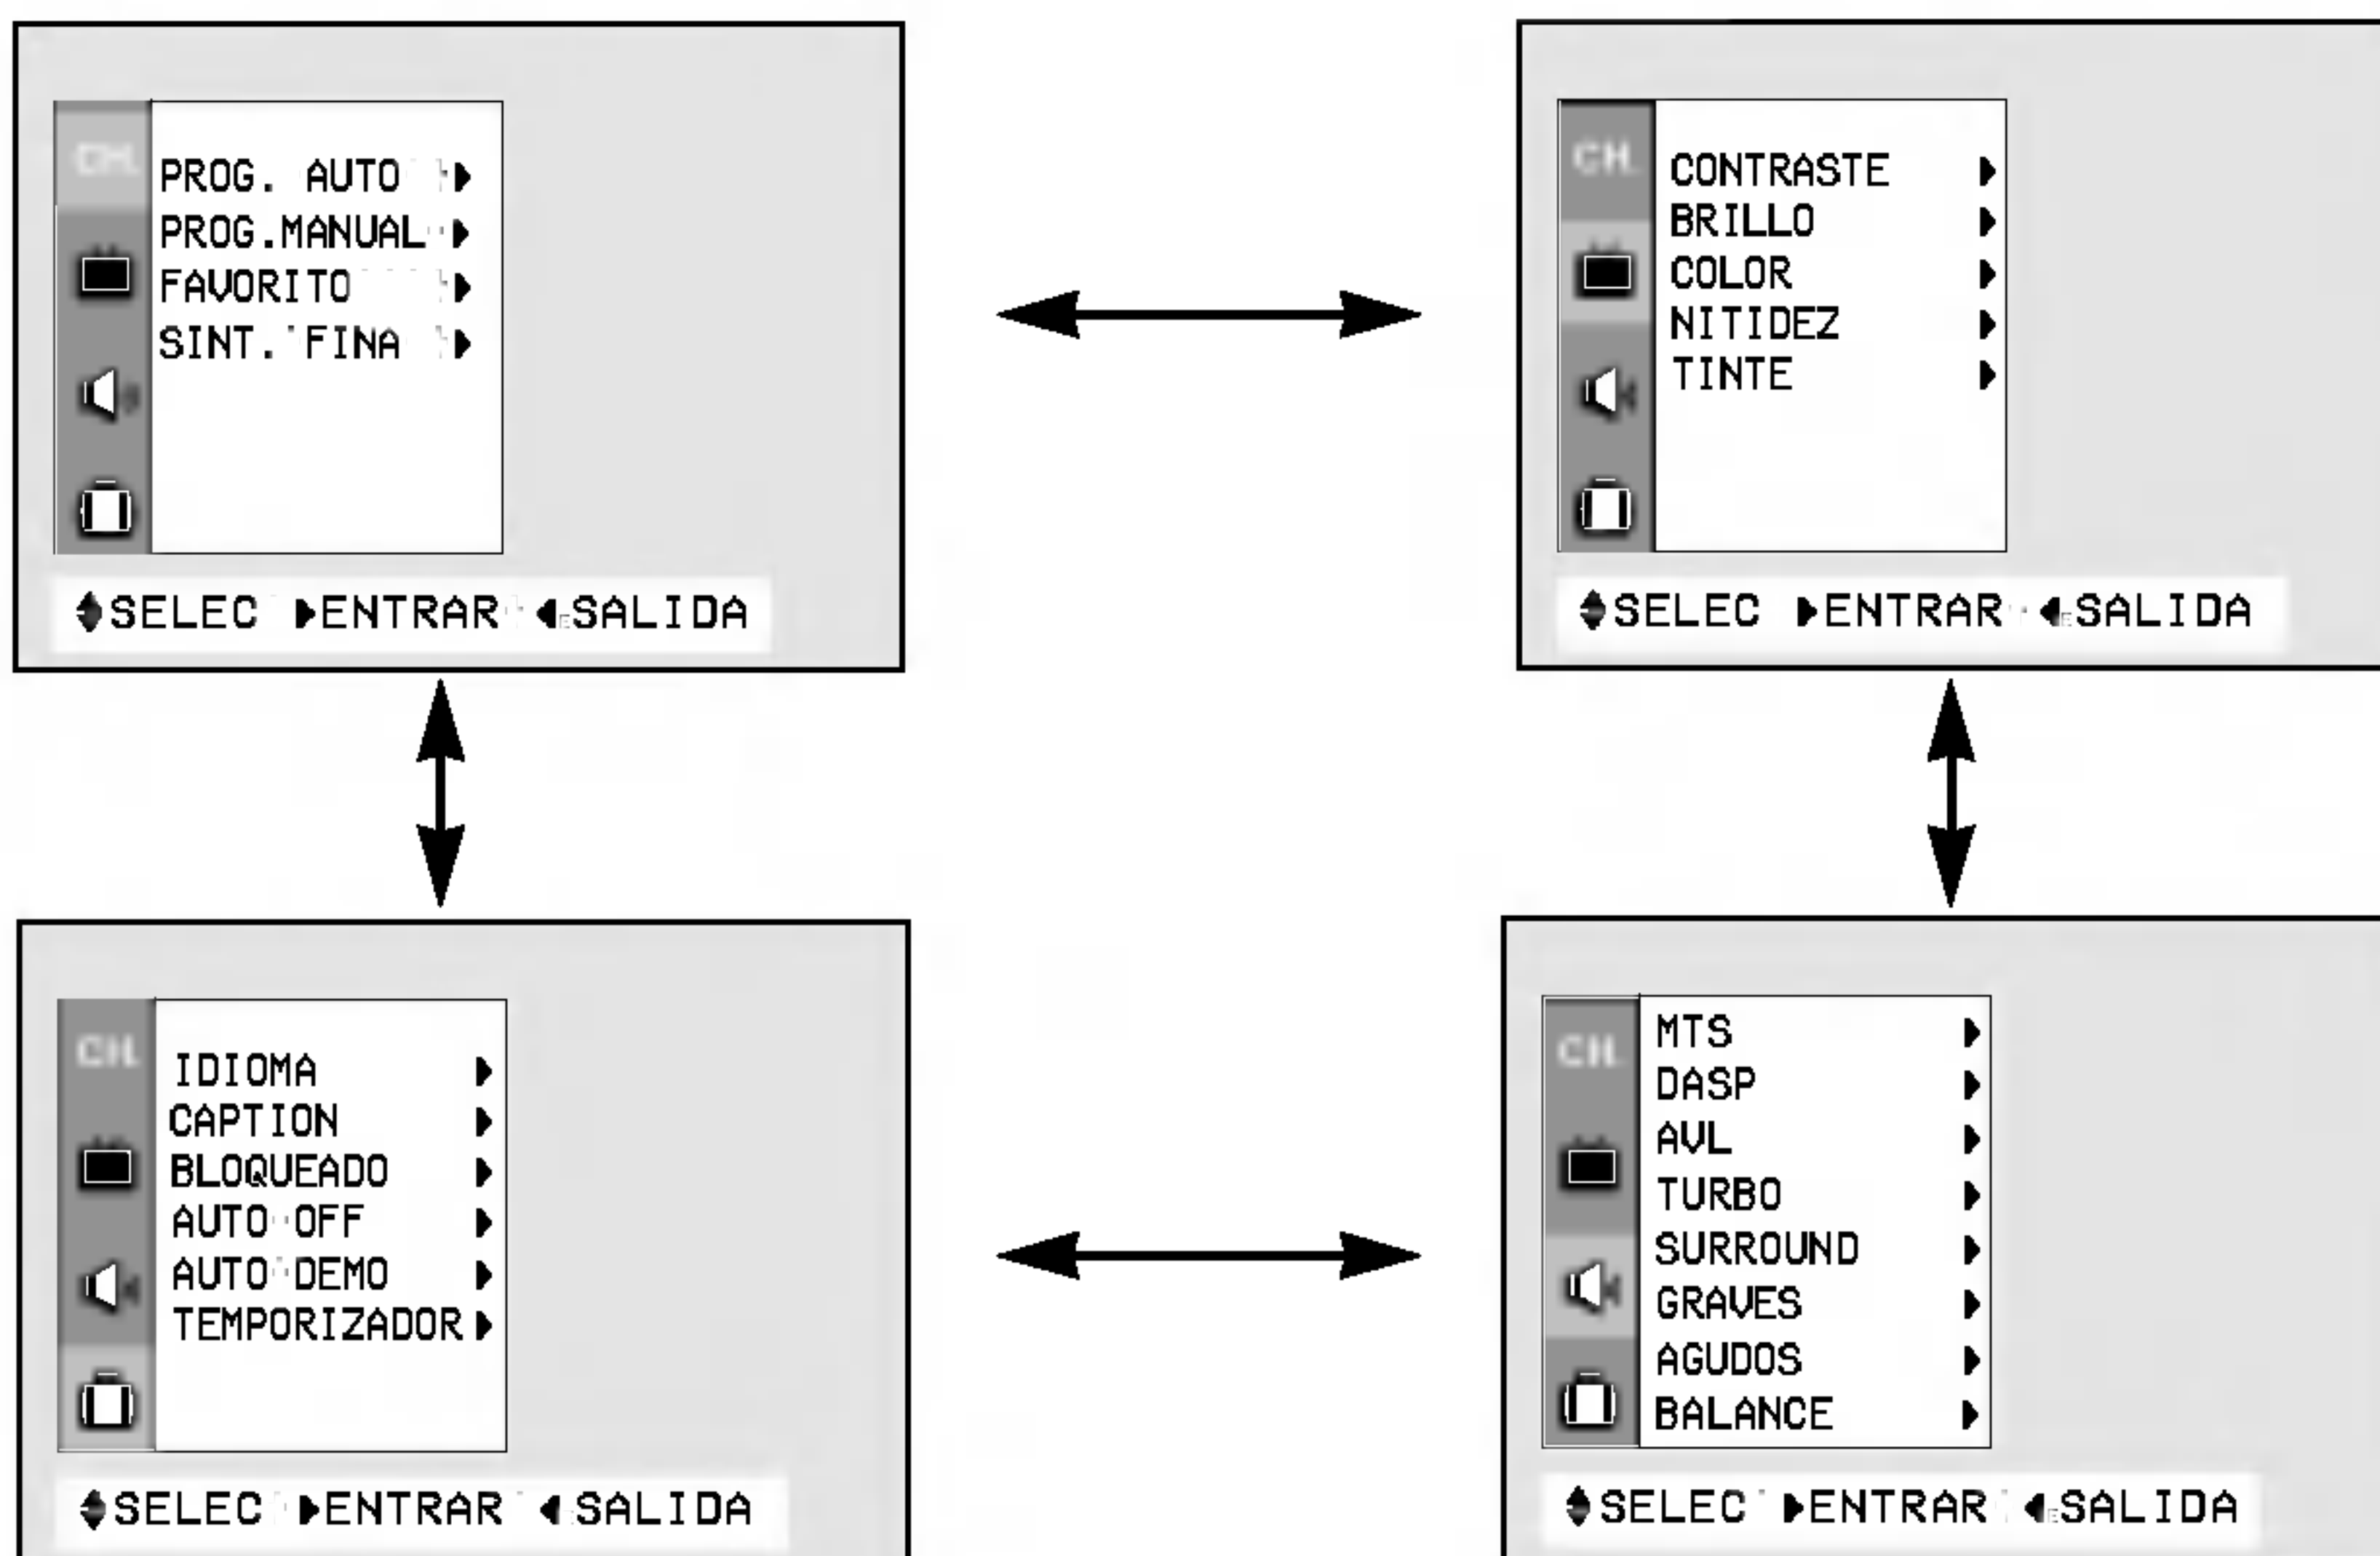 CH.
PROG. AUTO
PROG.MANUAL
FAVORITO
SINT. FINA
SELEC ENTRAR SALIDA
CH.
CONTRASTE
BRILLO
COLOR
NITIDEZ
TINTE
SELEC ENTRAR SALIDA
CH.
IDIOMA
CAPTION
BLOQUEADO
AUTO OFF
AUTO DEMO
TEMPORIZADOR
SELEC ENTRAR SALIDA
CH.
MTS
DASP
AVL
TURBO
SURROUND
GRAVES
AGUDOS
BALANCE
SELEC ENTRAR SALIDA